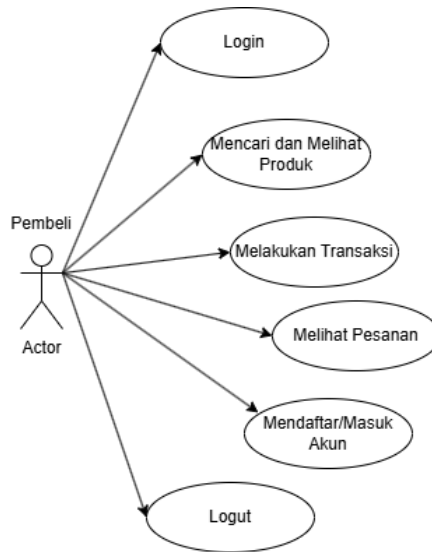 Login
Mencari dan Melihat
Produk
Pembeli
Melakukan Transaksi
Actor
Melihat Pesanan
Mendaftar/Masuk
Akun
Logut